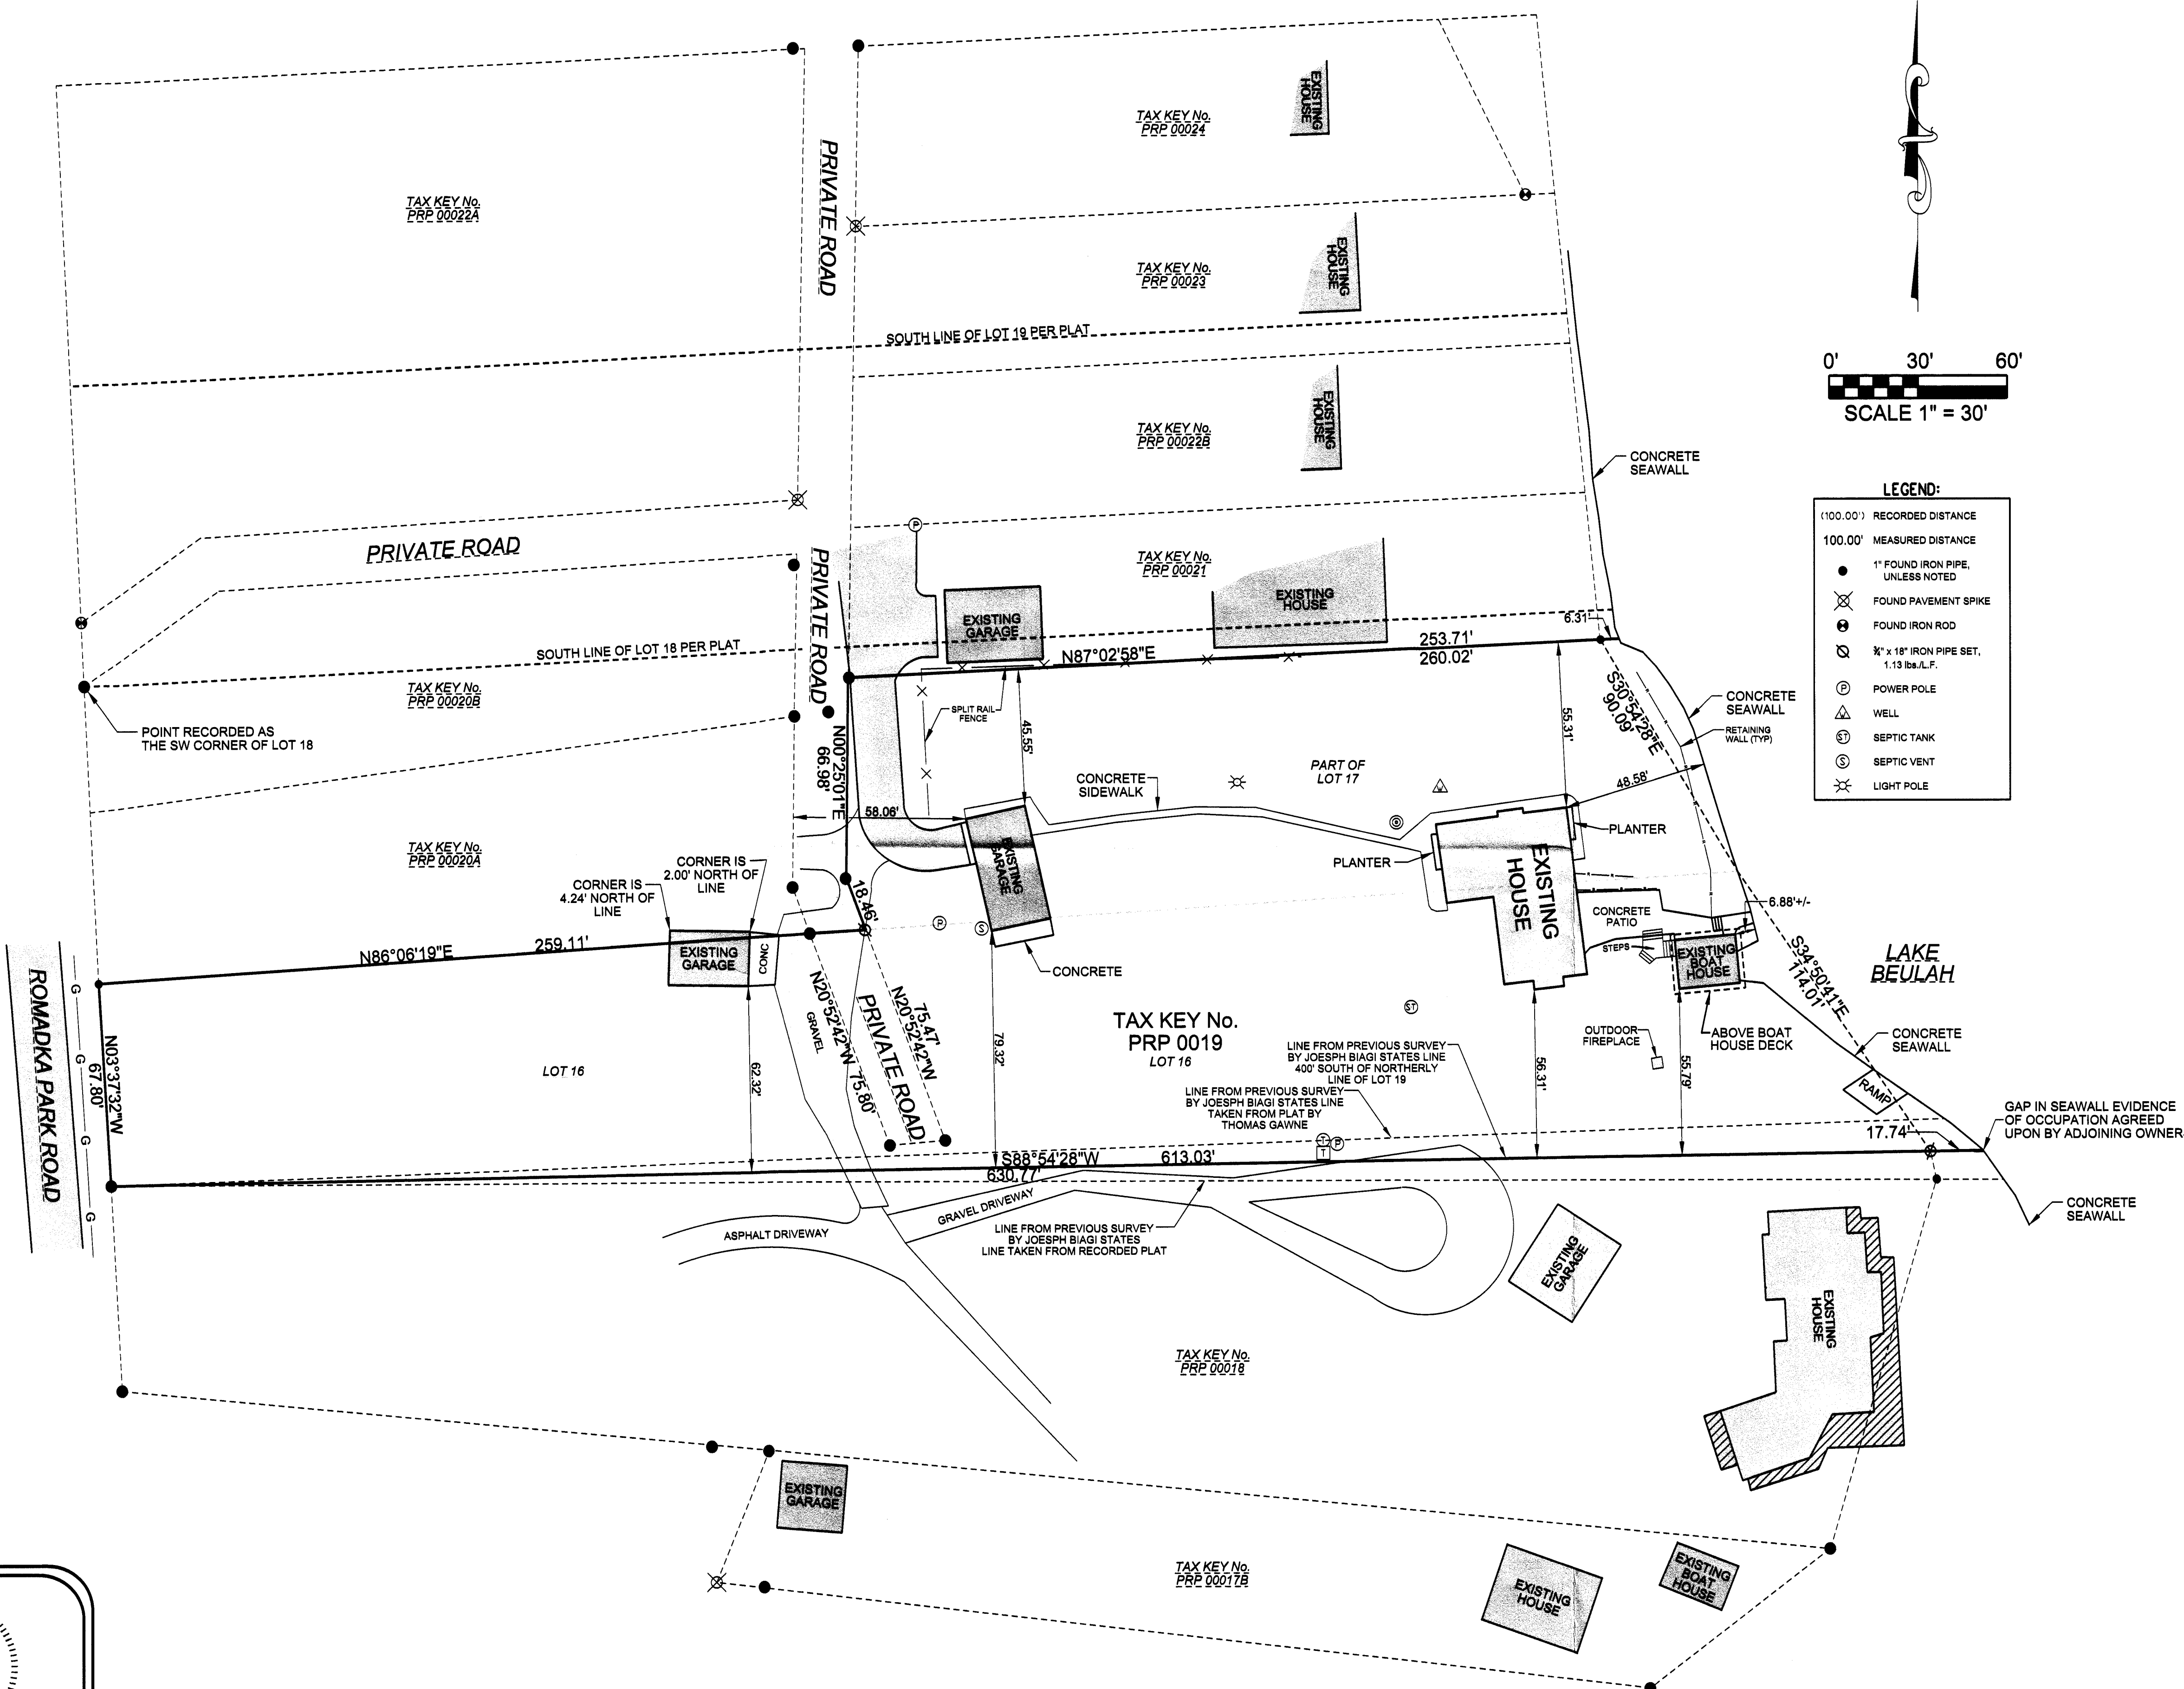 TAX KEY No.
PRP 00024
EXISTING
HOUSE
PRIVATE ROAD
TAX KEY No.
PRP 00022A
TAX KEY No.
PRP 00023
EXISTING
HOUSE
SOUTH LINE OF LOT 19 PER PLAT
0' 30' 60'
SCALE 1" = 30'
TAX KEY No.
PRP 00022B
EXISTING
HOUSE
CONCRETE
SEAWALL
LEGEND:
(100.00') RECORDED DISTANCE
100.00' MEASURED DISTANCE
1" FOUND IRON PIPE,
UNLESS NOTED
FOUND PAVEMENT SPIKE
FOUND IRON ROD
¾" x 18" IRON PIPE SET,
1.13 lbs./L.F.
P POWER POLE
W WELL
ST SEPTIC TANK
S SEPTIC VENT
LIGHT POLE
PRIVATE ROAD
PRIVATE ROAD
P
TAX KEY No.
PRP 00021
EXISTING
HOUSE
EXISTING
GARAGE
6.31'
253.71'
N87°02'58"E
260.02'
SOUTH LINE OF LOT 18 PER PLAT
TAX KEY No.
PRP 00020B
POINT RECORDED AS
THE SW CORNER OF LOT 18
SPLIT RAIL
FENCE
45.55'
55.31'
S30°54'28"E
90.09'
CONCRETE
SEAWALL
RETAINING
WALL (TYP)
N00°25'01"E
66.98'
PART OF
LOT 17
CONCRETE
SIDEWALK
W
48.58'
58.06'
PLANTER
PLANTER
TAX KEY No.
PRP 00020A
CORNER IS
2.00' NORTH OF
LINE
CORNER IS
4.24' NORTH OF
LINE
18.46'
EXISTING
GARAGE
EXISTING
HOUSE
CONCRETE
PATIO
STEPS
6.88'+/-
EXISTING
BOAT
HOUSE
S34°50'41"E
114.01'
LAKE
BEULAH
N86°06'19"E
259.11'
EXISTING
GARAGE
CONC
P
S
CONCRETE
ROMADKA PARK ROAD
G
G
G
G
N03°37'32"W
67.80'
LOT 16
62.32'
GRAVEL
N20°52'42"W 75.80'
PRIVATE ROAD
75.47'
N20°52'42"W
79.32'
TAX KEY No.
PRP 0019
LOT 16
ST
LINE FROM PREVIOUS SURVEY
BY JOESPH BIAGI STATES LINE
400' SOUTH OF NORTHERLY
LINE OF LOT 19
LINE FROM PREVIOUS SURVEY
BY JOESPH BIAGI STATES LINE
TAKEN FROM PLAT BY
THOMAS GAWNE
56.31'
OUTDOOR
FIREPLACE
55.79'
ABOVE BOAT
HOUSE DECK
CONCRETE
SEAWALL
RAMP
GAP IN SEAWALL EVIDENCE
OF OCCUPATION AGREED
UPON BY ADJOINING OWNER
17.74'
T
P
T
S88°54'28"W
613.03'
630.77'
GRAVEL DRIVEWAY
ASPHALT DRIVEWAY
LINE FROM PREVIOUS SURVEY
BY JOESPH BIAGI STATES
LINE TAKEN FROM RECORDED PLAT
CONCRETE
SEAWALL
EXISTING
GARAGE
EXISTING
HOUSE
TAX KEY No.
PRP 00018
EXISTING
GARAGE
TAX KEY No.
PRP 00017B
EXISTING
HOUSE
EXISTING
BOAT
HOUSE